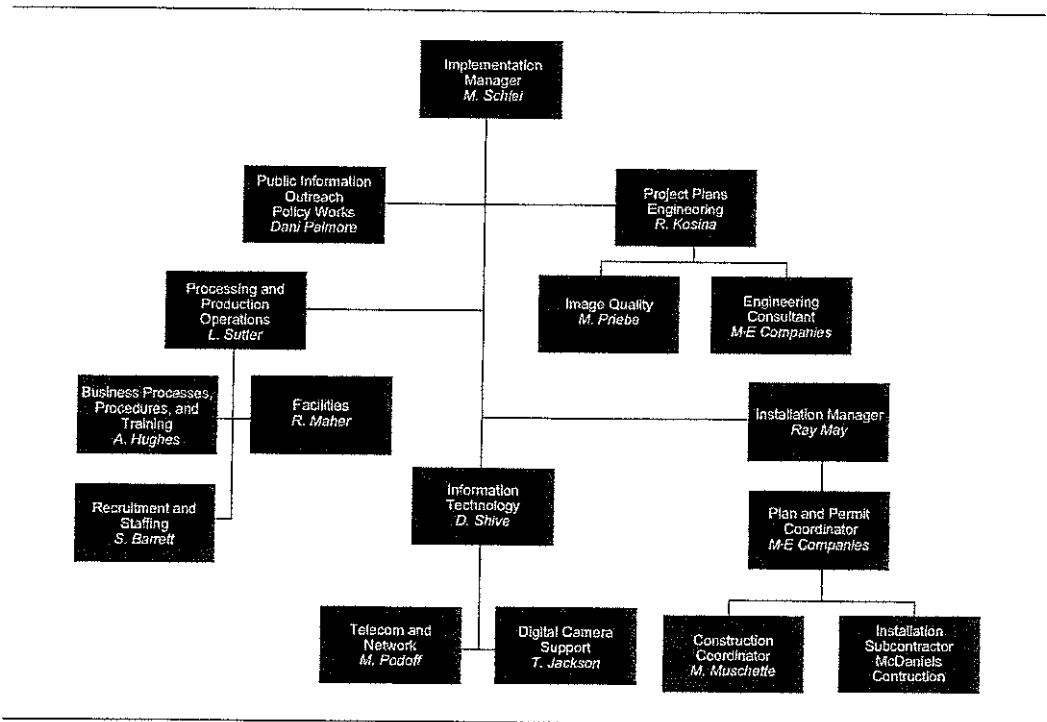 Implementation
Manager
M. Schlei
Public Information
Outreach
Policy Works
Dani Palmore
Project Plans
Engineering
R. Kosina
Processing and
Production
Operations
L. Sutler
Image Quality
M. Priebe
Engineering
Consultant
M-E Companies
Business Processes,
Procedures, and
Training
A. Hughes
Facilities
R. Maher
Installation Manager
Ray May
Recruitment and
Staffing
S. Barrett
Information
Technology
D. Shive
Plan and Permit
Coordinator
M-E Companies
Telecom and
Network
M. Podoff
Digital Camera
Support
T. Jackson
Construction
Coordinator
M. Muschette
Installation
Subcontractor
McDaniels
Contruction